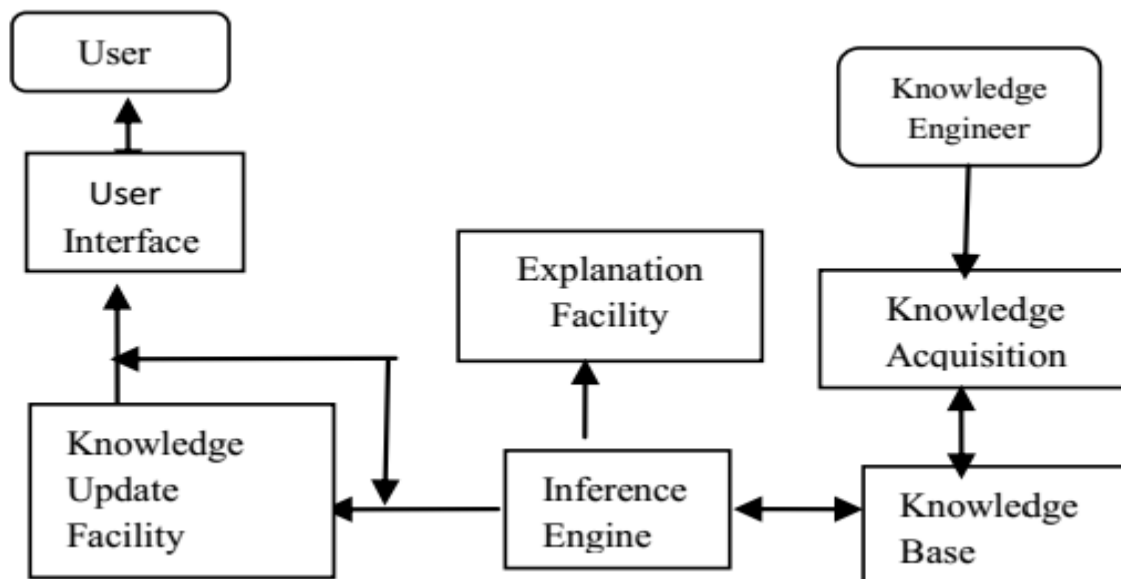 User
User
Interface
Knowledge
Update
Facility
Explanation
Facility
Inference
Engine
Knowledge
Engineer
Knowledge
Acquisition
Knowledge
Base